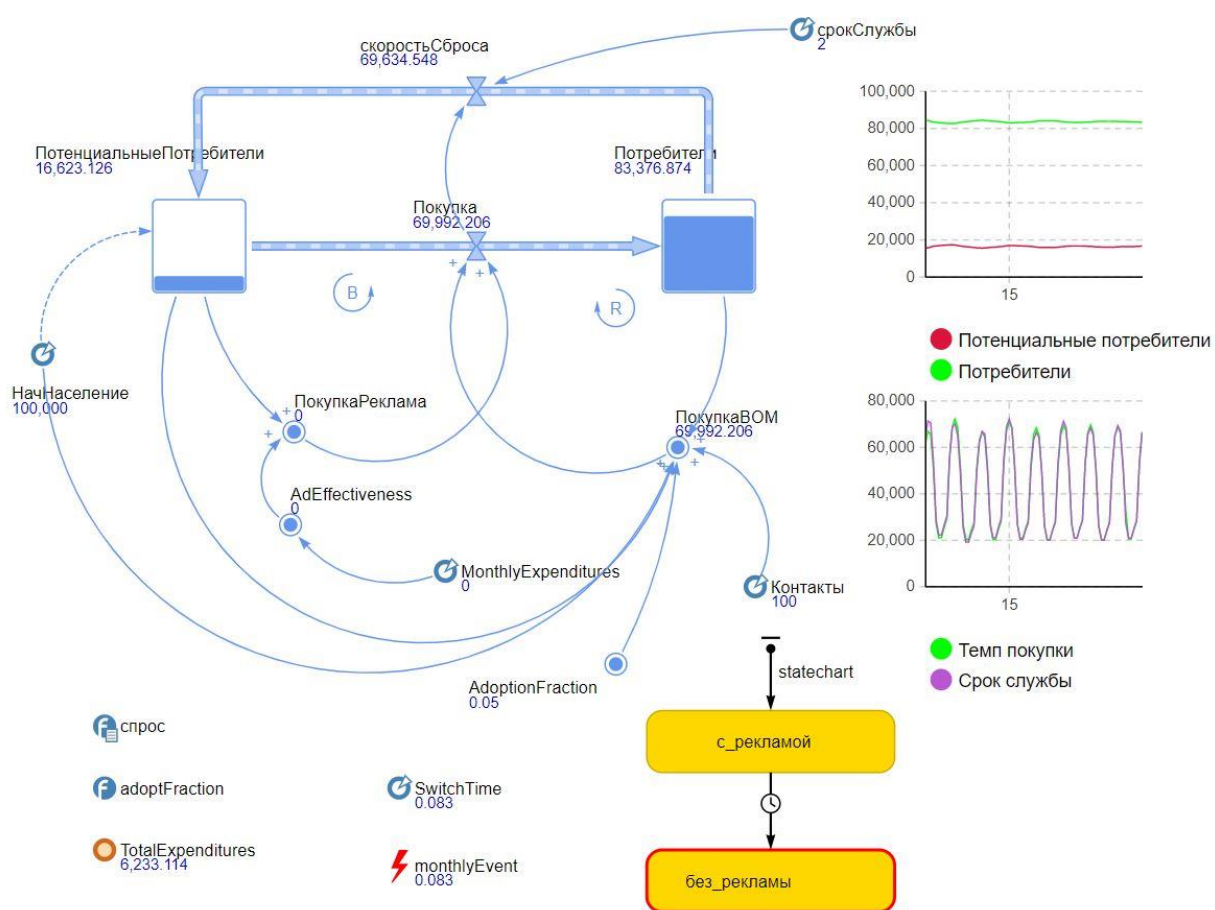 срокСлужбы
2
скоростьСброса
69,634.548
ПотенциальныеПотребители
16,623.126
Потребители
83,376.874
Покупка
69,992.206
+
+
B
R
НачНаселение
100,000
ПокупкаРеклама
0
+
+
ПокупкаВОМ
69,992.206
+
+
AdEffectiveness
0
MonthlyExpenditures
0
Контакты
100
AdoptionFraction
0.05
statechart
с_рекламой
без_рекламы
спрос
adoptFraction
TotalExpenditures
6,233.114
SwitchTime
0.083
monthlyEvent
0.083
100,000
80,000
60,000
40,000
20,000
0
15
Потенциальные потребители
Потребители
80,000
60,000
40,000
20,000
0
15
Темп покупки
Срок службы